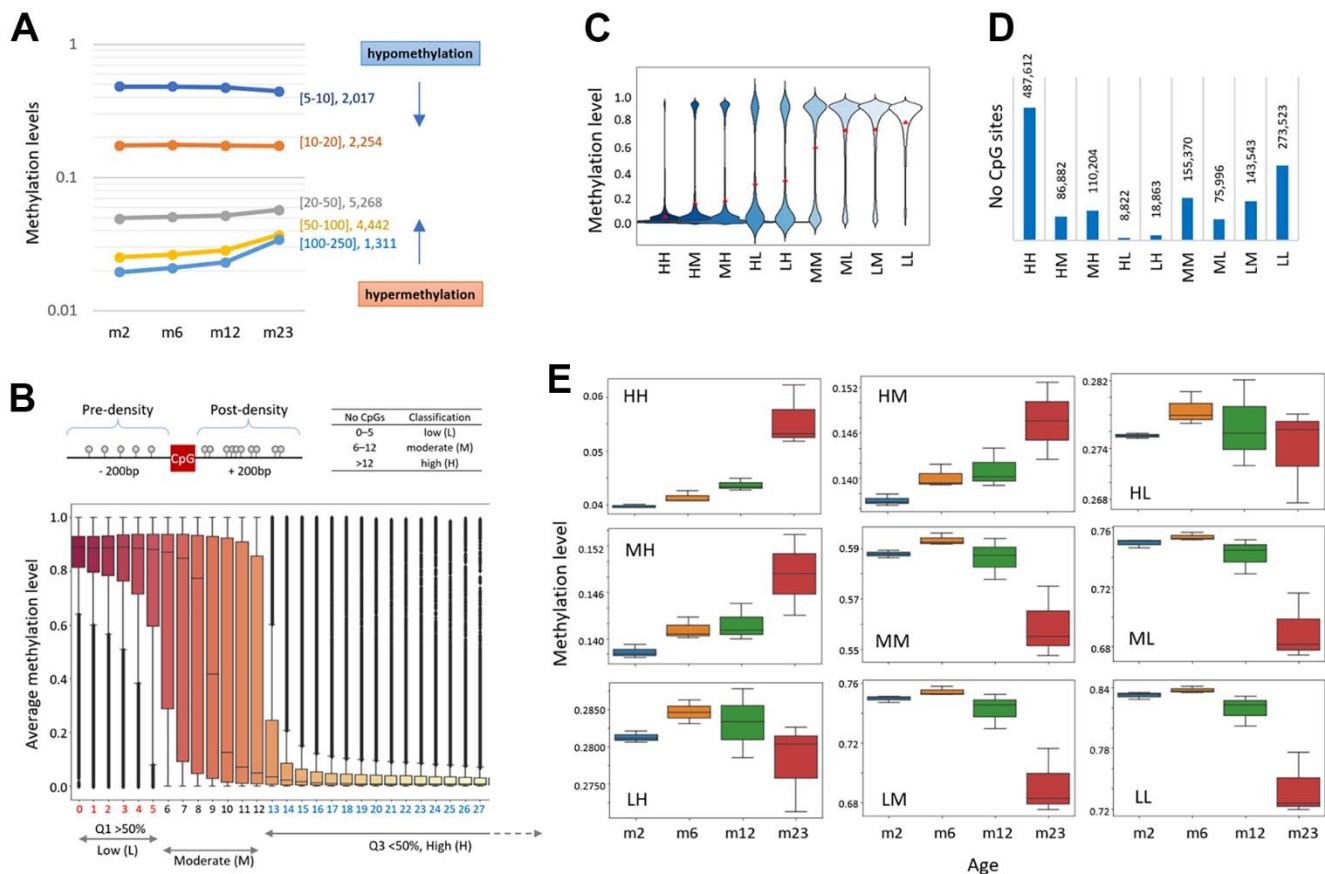 A
1
0.1
0.01
Methylation levels
hypomethylation
[5-10], 2,017
[10-20], 2,254
[20-50], 5,268
[50-100], 4,442
[100-250], 1,311
hypermethylation
m2 m6 m12 m23
C
Methylation level
1.0
0.8
0.6
0.4
0.2
0.0
HH HM MH HL LH MM ML LM LL
D
No CpG sites
487,612
86,882
110,204
8,822
18,863
155,370
75,996
143,543
273,523
HH HM MH HL LH MM ML LM LL
B
Pre-density Post-density
CpG
- 200bp + 200bp
No CpGs Classification
0–5 low (L)
6–12 moderate (M)
>12 high (H)
Average methylation level
1.0
0.8
0.6
0.4
0.2
0.0
0 1 2 3 4 5 6 7 8 9 10 11 12 13 14 15 16 17 18 19 20 21 22 23 24 25 26 27
Q1 >50%
Low (L)
Moderate (M)
Q3 <50%, High (H)
E
Methylation level
HH
0.06
0.05
0.04
HM
0.152
0.146
0.140
HL
0.282
0.274
0.268
MH
0.152
0.146
0.140
MM
0.59
0.57
0.55
ML
0.76
0.72
0.68
LH
0.2850
0.2800
0.2750
LM
0.76
0.72
0.68
LL
0.84
0.80
0.76
0.72
m2 m6 m12 m23
m2 m6 m12 m23
m2 m6 m12 m23
Age